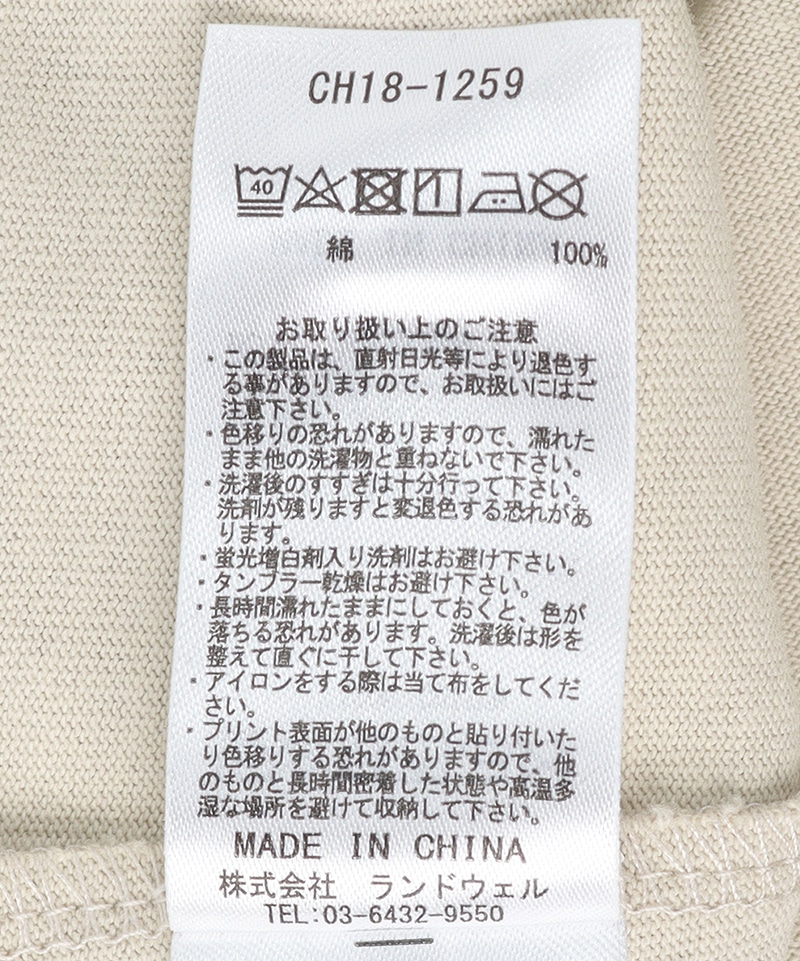 CH18-1259
40
綿 100%
お取り扱い上のご注意
・この製品は、直射日光等により退色す
る事がありますので、お取扱いにはご
注意下さい。
・色移りの恐れがありますので、濡れた
まま他の洗濯物と重ねないで下さい。
・洗濯後のすすぎは十分行って下さい。
洗剤が残りますと変退色する恐れがあ
ります。
・蛍光増白剤入り洗剤はお避け下さい。
・タンブラー乾燥はお避け下さい。
・長時間濡れたままにしておくと、色が
落ちる恐れがあります。洗濯後は形を
整えて直ぐに干して下さい。
・アイロンをする際は当て布をしてくだ
さい。
・プリント表面が他のものと貼り付いた
り色移りする恐れがありますので、他
のものと長時間密着した状態や高温多
湿な場所を避けて収納して下さい。
MADE IN CHINA
株式会社 ランドウェル
TEL:03-6432-9550